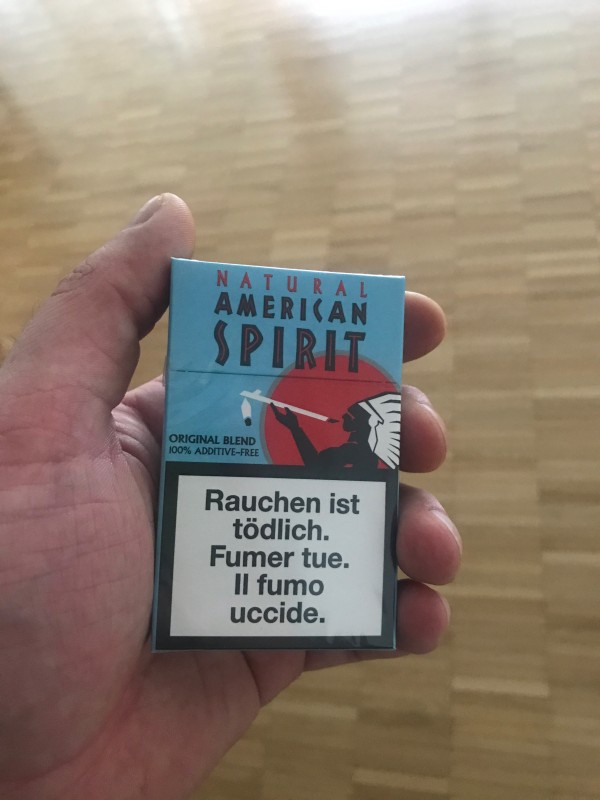 NATURAL
AMERICAN
SPIRIT
ORIGINAL BLEND
100% ADDITIVE-FREE
Rauchen ist
tödlich.
Fumer tue.
Il fumo
uccide.